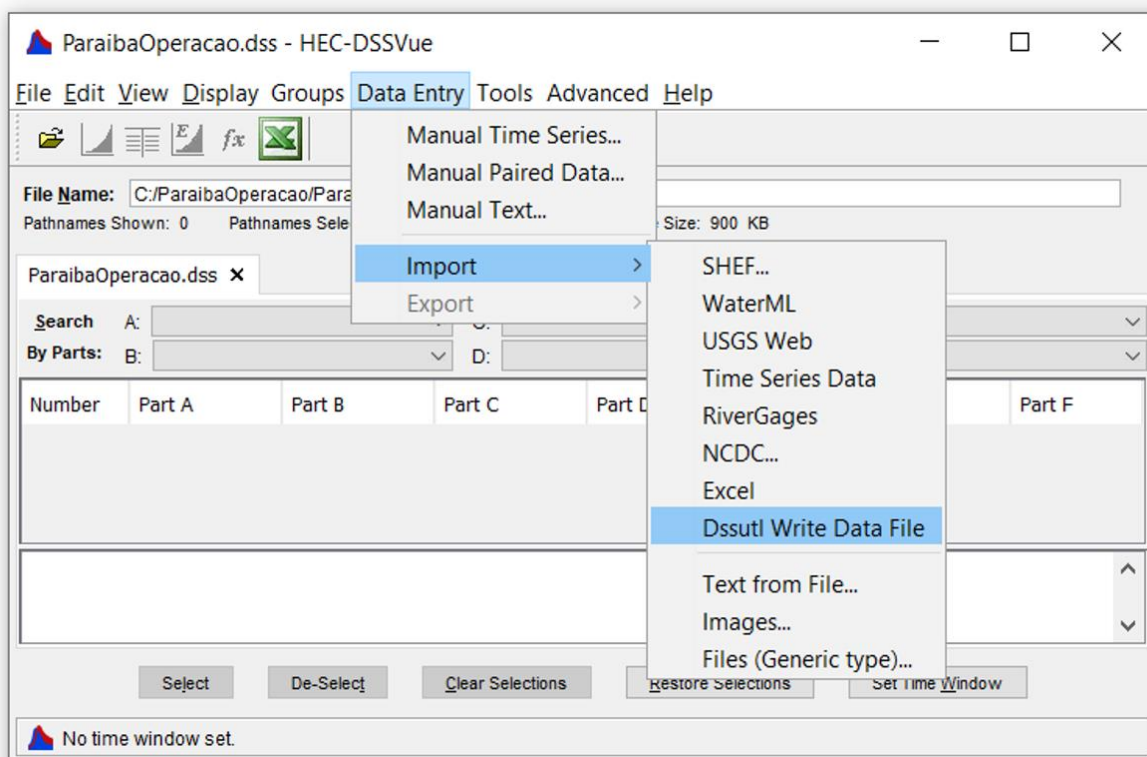 ParaibaOperacao.dss - HEC-DSSVue
File Edit View Display Groups Data Entry Tools Advanced Help
E fx
Manual Time Series...
Manual Paired Data...
Manual Text...
Import
Export
File Name: C:/ParaibaOperacao/Para
Pathnames Shown: 0 Pathnames Sele Size: 900 KB
ParaibaOperacao.dss
SHEF...
WaterML
USGS Web
Time Series Data
RiverGages
NCDC...
Excel
Dssutl Write Data File
Text from File...
Images...
Files (Generic type)...
Search A:
By Parts: B: D:
Number Part A Part B Part C Part D Part F
Select De-Select Clear Selections Restore Selections Set Time Window
No time window set.